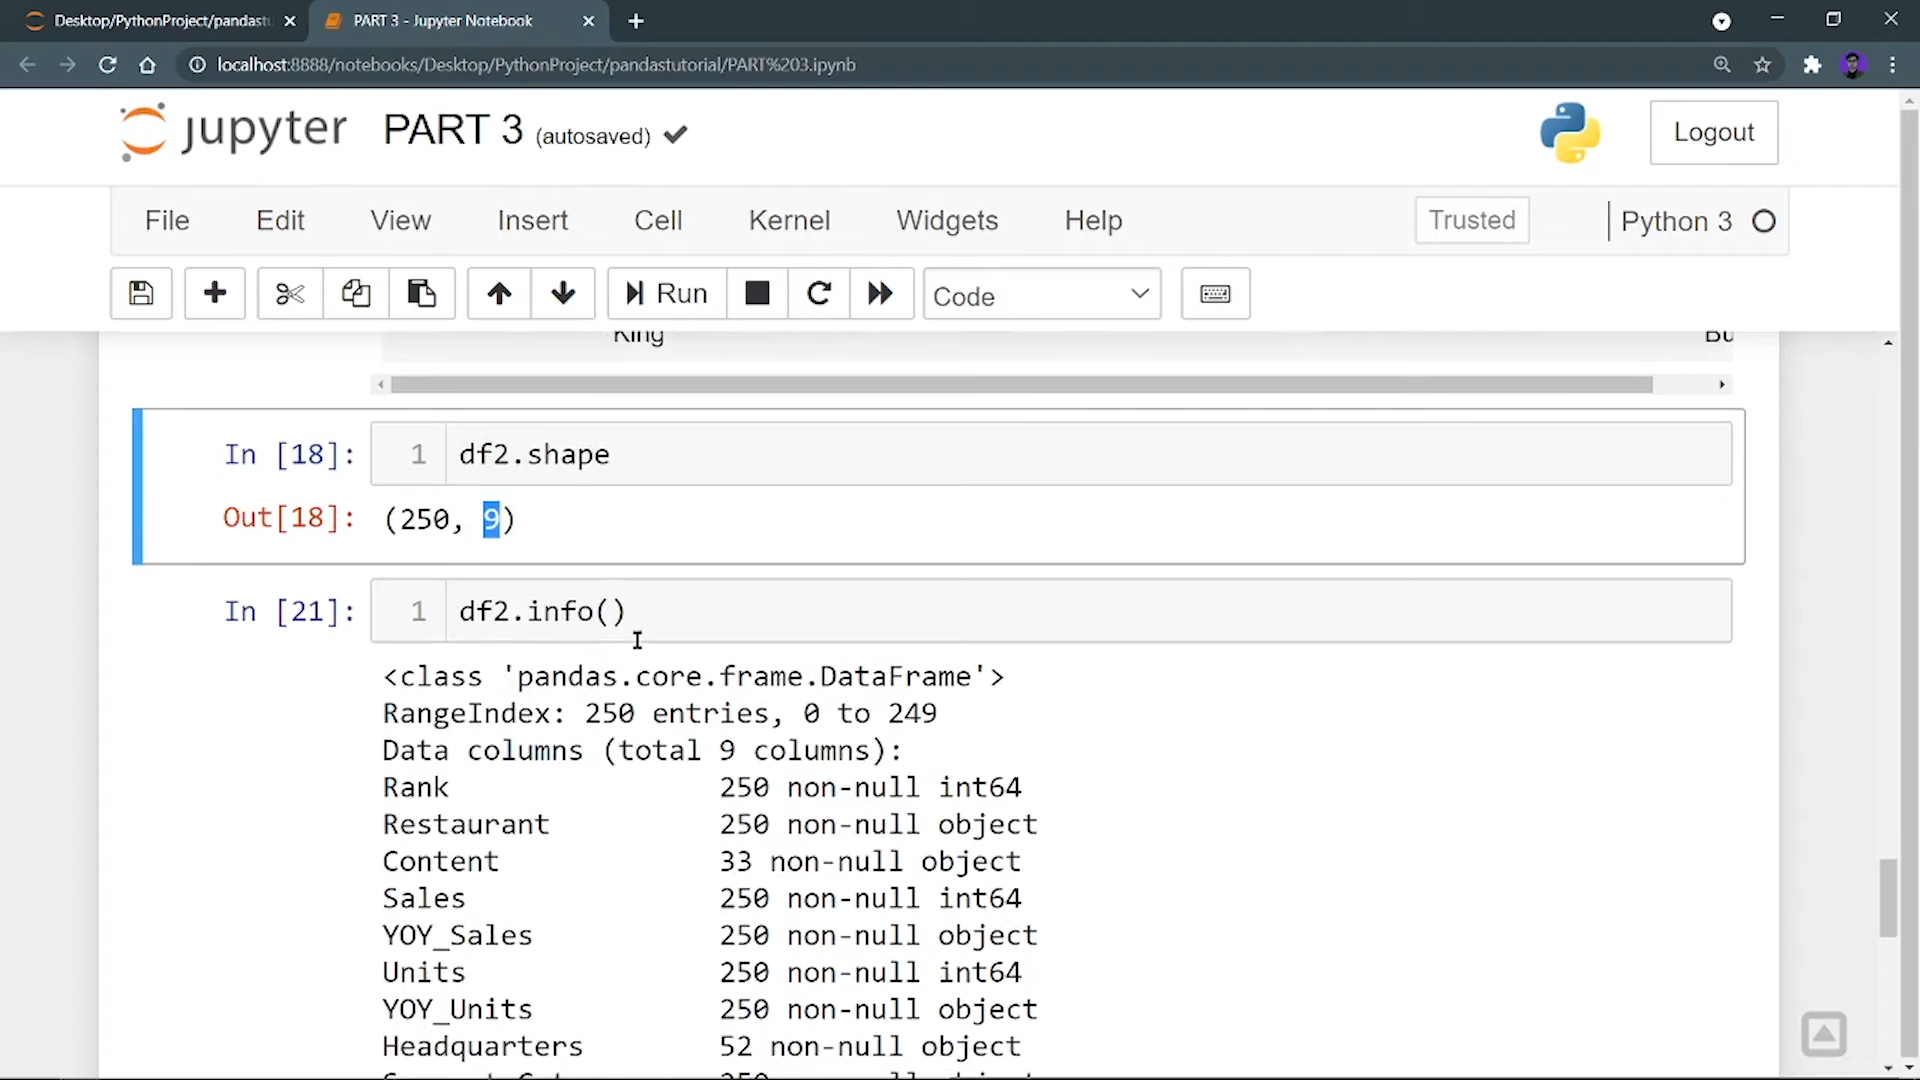 Desktop/PythonProject/pandast
PART 3 - Jupyter Notebook
localhost:8888/notebooks/Desktop/PythonProject/pandastutorial/PART%203.ipynb
jupyter PART 3 (autosaved)
Logout
File Edit View Insert Cell Kernel Widgets Help Trusted Python 3
Run Code
King Bu
In [18]: 1 df2.shape
Out[18]: (250, 9)
In [21]: 1 df2.info()
<class 'pandas.core.frame.DataFrame'>
RangeIndex: 250 entries, 0 to 249
Data columns (total 9 columns):
Rank 250 non-null int64
Restaurant 250 non-null object
Content 33 non-null object
Sales 250 non-null int64
YOY_Sales 250 non-null object
Units 250 non-null int64
YOY_Units 250 non-null object
Headquarters 52 non-null object